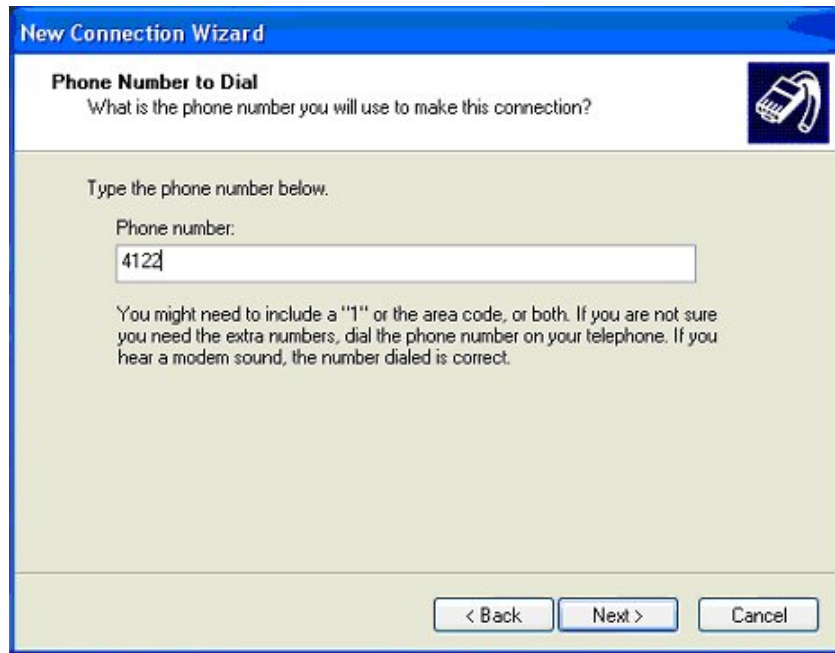 New Connection Wizard
Phone Number to Dial
What is the phone number you will use to make this connection?
Type the phone number below.
Phone number:
4122
You might need to include a "1" or the area code, or both. If you are not sure
you need the extra numbers, dial the phone number on your telephone. If you
hear a modem sound, the number dialed is correct.
< Back
Next >
Cancel